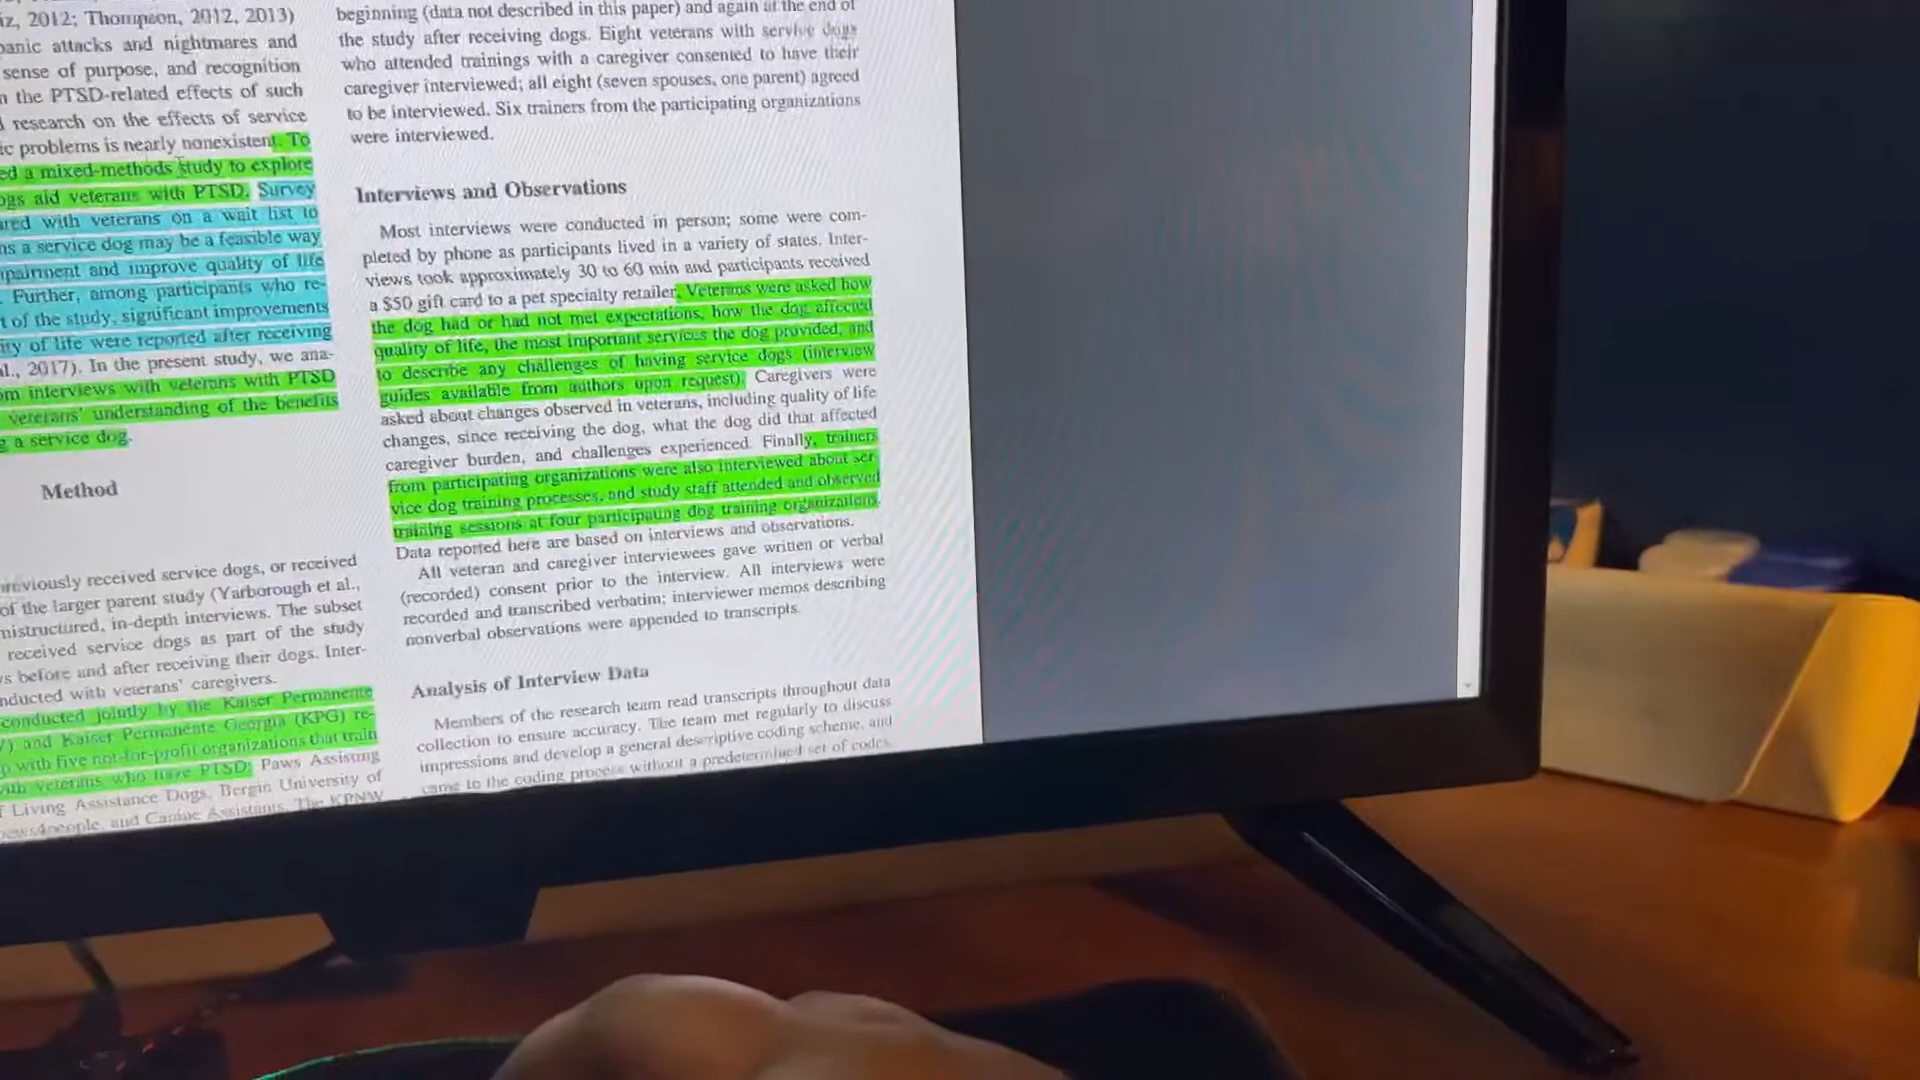 iz, 2012; Thompson, 2012, 2013)
panic attacks and nightmares and
sense of purpose, and recognition
n the PTSD-related effects of such
research on the effects of service
ic problems is nearly nonexistent. To
ed a mixed-methods study to explore
ogs aid veterans with PTSD. Survey
ared with veterans on a wait list to
ns a service dog may be a feasible way
pairment and improve quality of life
. Further, among participants who re-
t of the study, significant improvements
ity of life were reported after receiving
al., 2017). In the present study, we ana-
om interviews with veterans with PTSD
veterans' understanding of the benefits
g a service dog.
Method
previously received service dogs, or received
of the larger parent study (Yarborough et al.,
mistructured, in-depth interviews. The subset
received service dogs as part of the study
ws before and after receiving their dogs. Inter-
nducted with veterans' caregivers.
conducted jointly by the Kaiser Permanente
) and Kaiser Permanente Georgia (KPG) re-
p with five not-for-profit organizations that train
with veterans who have PTSD: Paws Assisting
f Living Assistance Dogs, Bergin University of
paws4people, and Canine Assistants. The KPNW
beginning (data not described in this paper) and again at the end of
the study after receiving dogs. Eight veterans with service dogs
who attended trainings with a caregiver consented to have their
caregiver interviewed; all eight (seven spouses, one parent) agreed
to be interviewed. Six trainers from the participating organizations
were interviewed.
Interviews and Observations
Most interviews were conducted in person; some were com-
pleted by phone as participants lived in a variety of states. Inter-
views took approximately 30 to 60 min and participants received
a $50 gift card to a pet specialty retailer. Veterans were asked how
the dog had or had not met expectations, how the dog affected
quality of life, the most important services the dog provided, and
to describe any challenges of having service dogs (interview
guides available from authors upon request). Caregivers were
asked about changes observed in veterans, including quality of life
changes, since receiving the dog, what the dog did that affected
caregiver burden, and challenges experienced. Finally, trainers
from participating organizations were also interviewed about ser-
vice dog training processes, and study staff attended and observed
training sessions at four participating dog training organizations.
Data reported here are based on interviews and observations.
All veteran and caregiver interviewees gave written or verbal
(recorded) consent prior to the interview. All interviews were
recorded and transcribed verbatim; interviewer memos describing
nonverbal observations were appended to transcripts.
Analysis of Interview Data
Members of the research team read transcripts throughout data
collection to ensure accuracy. The team met regularly to discuss
impressions and develop a general descriptive coding scheme, and
came to the coding process without a predetermined set of codes.